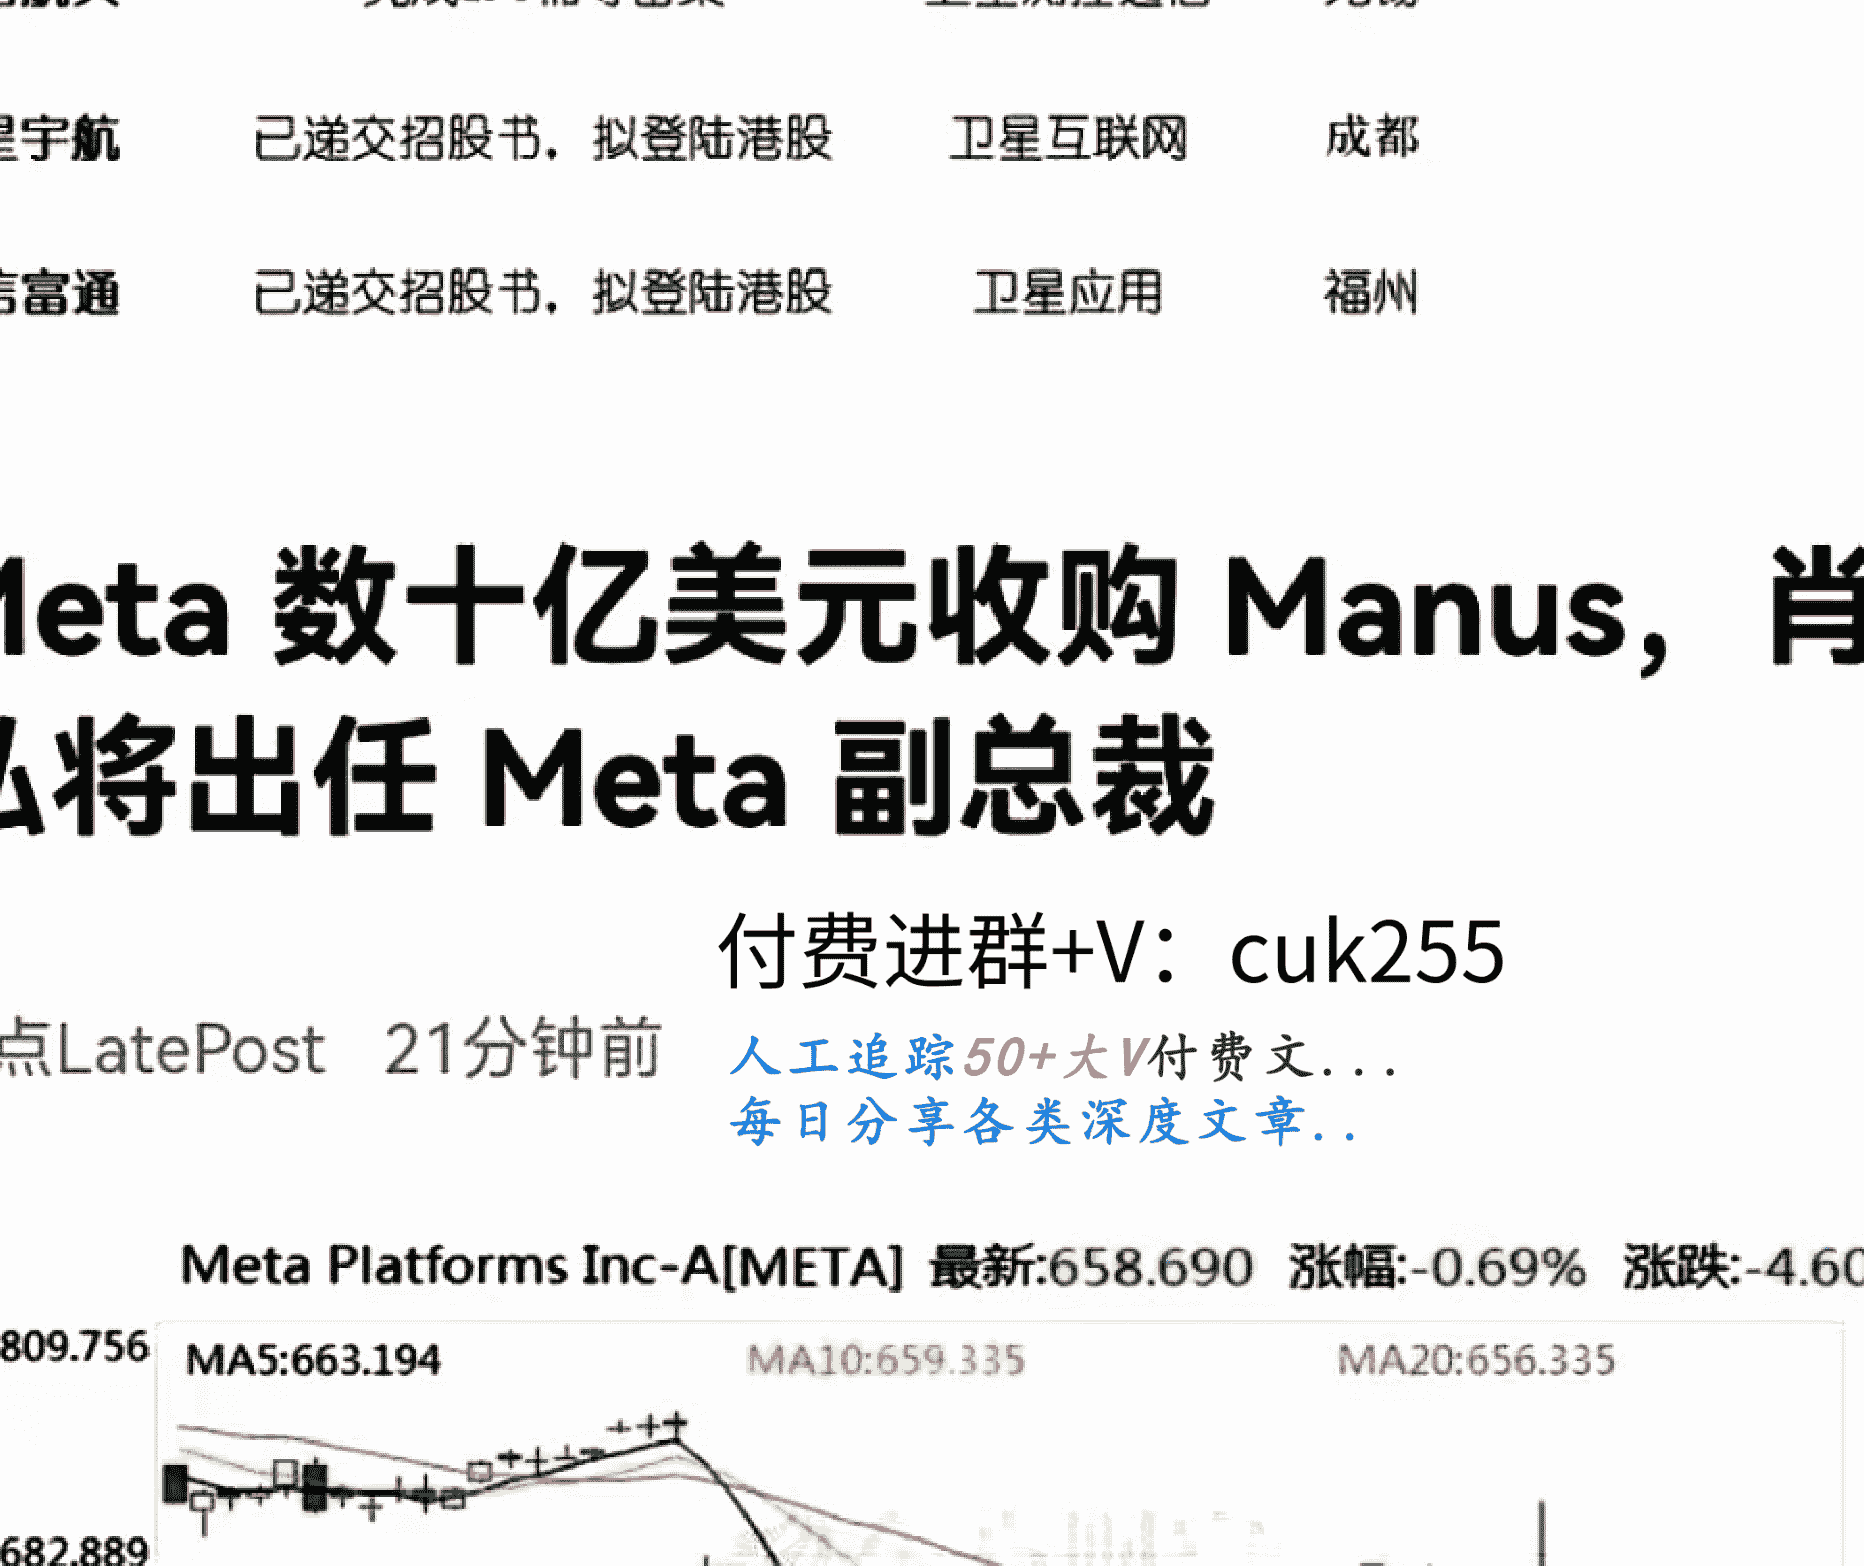 星宇航 已递交招股书，拟登陆港股 卫星互联网 成都
富通 已递交招股书，拟登陆港股 卫星应用 福州
Meta 数十亿美元收购 Manus，肖
弘将出任 Meta 副总裁
付费进群+V：cuk255
点LatePost 21分钟前
人工追踪50+大V付费文...
每日分享各类深度文章..
Meta Platforms Inc-A[META] 最新:658.690 涨幅:-0.69% 涨跌:-4.60
809.756
MA5:663.194 MA10:659.335 MA20:656.335
682.889